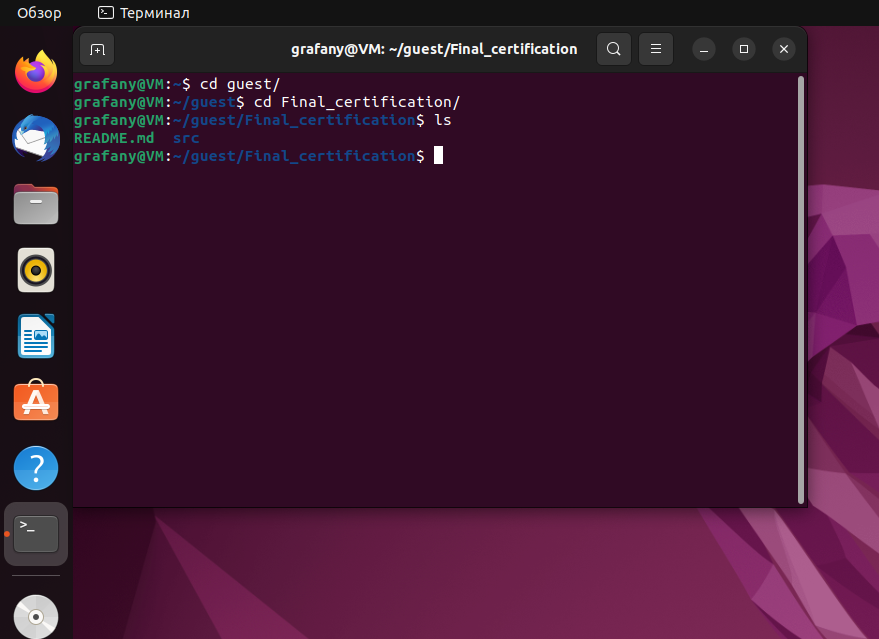 Обзор
Терминал
grafany@VM: ~/guest/Final_certification
grafany@VM:~$ cd guest/
grafany@VM:~/guest$ cd Final_certification/
grafany@VM:~/guest/Final_certification$ ls
README.md  src
grafany@VM:~/guest/Final_certification$